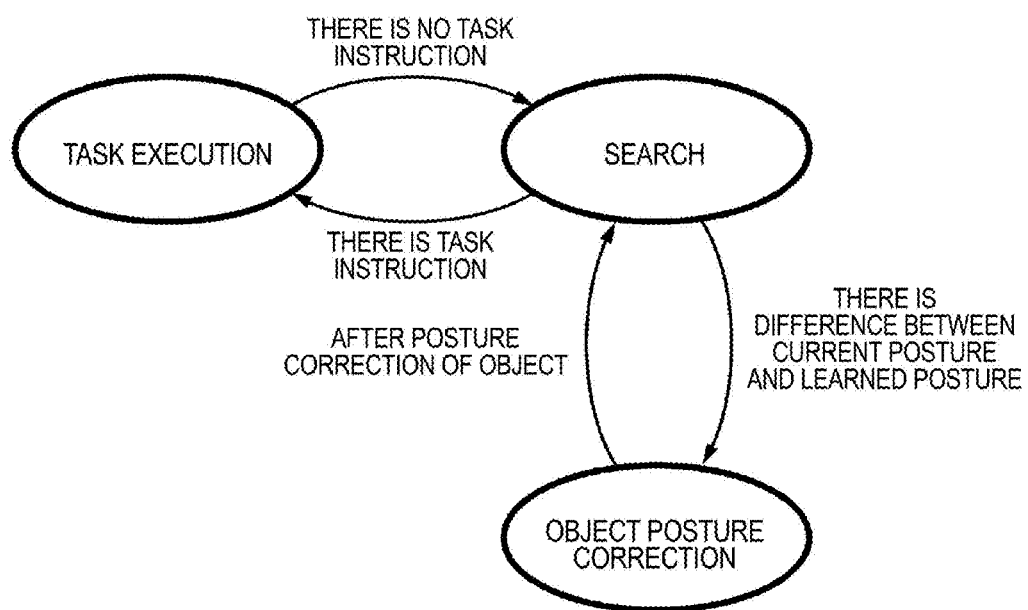 THERE IS NO TASK
INSTRUCTION
TASK EXECUTION
SEARCH
THERE IS TASK
INSTRUCTION
THERE IS
DIFFERENCE BETWEEN
CURRENT POSTURE
AND LEARNED POSTURE
AFTER POSTURE
CORRECTION OF OBJECT
OBJECT POSTURE
CORRECTION